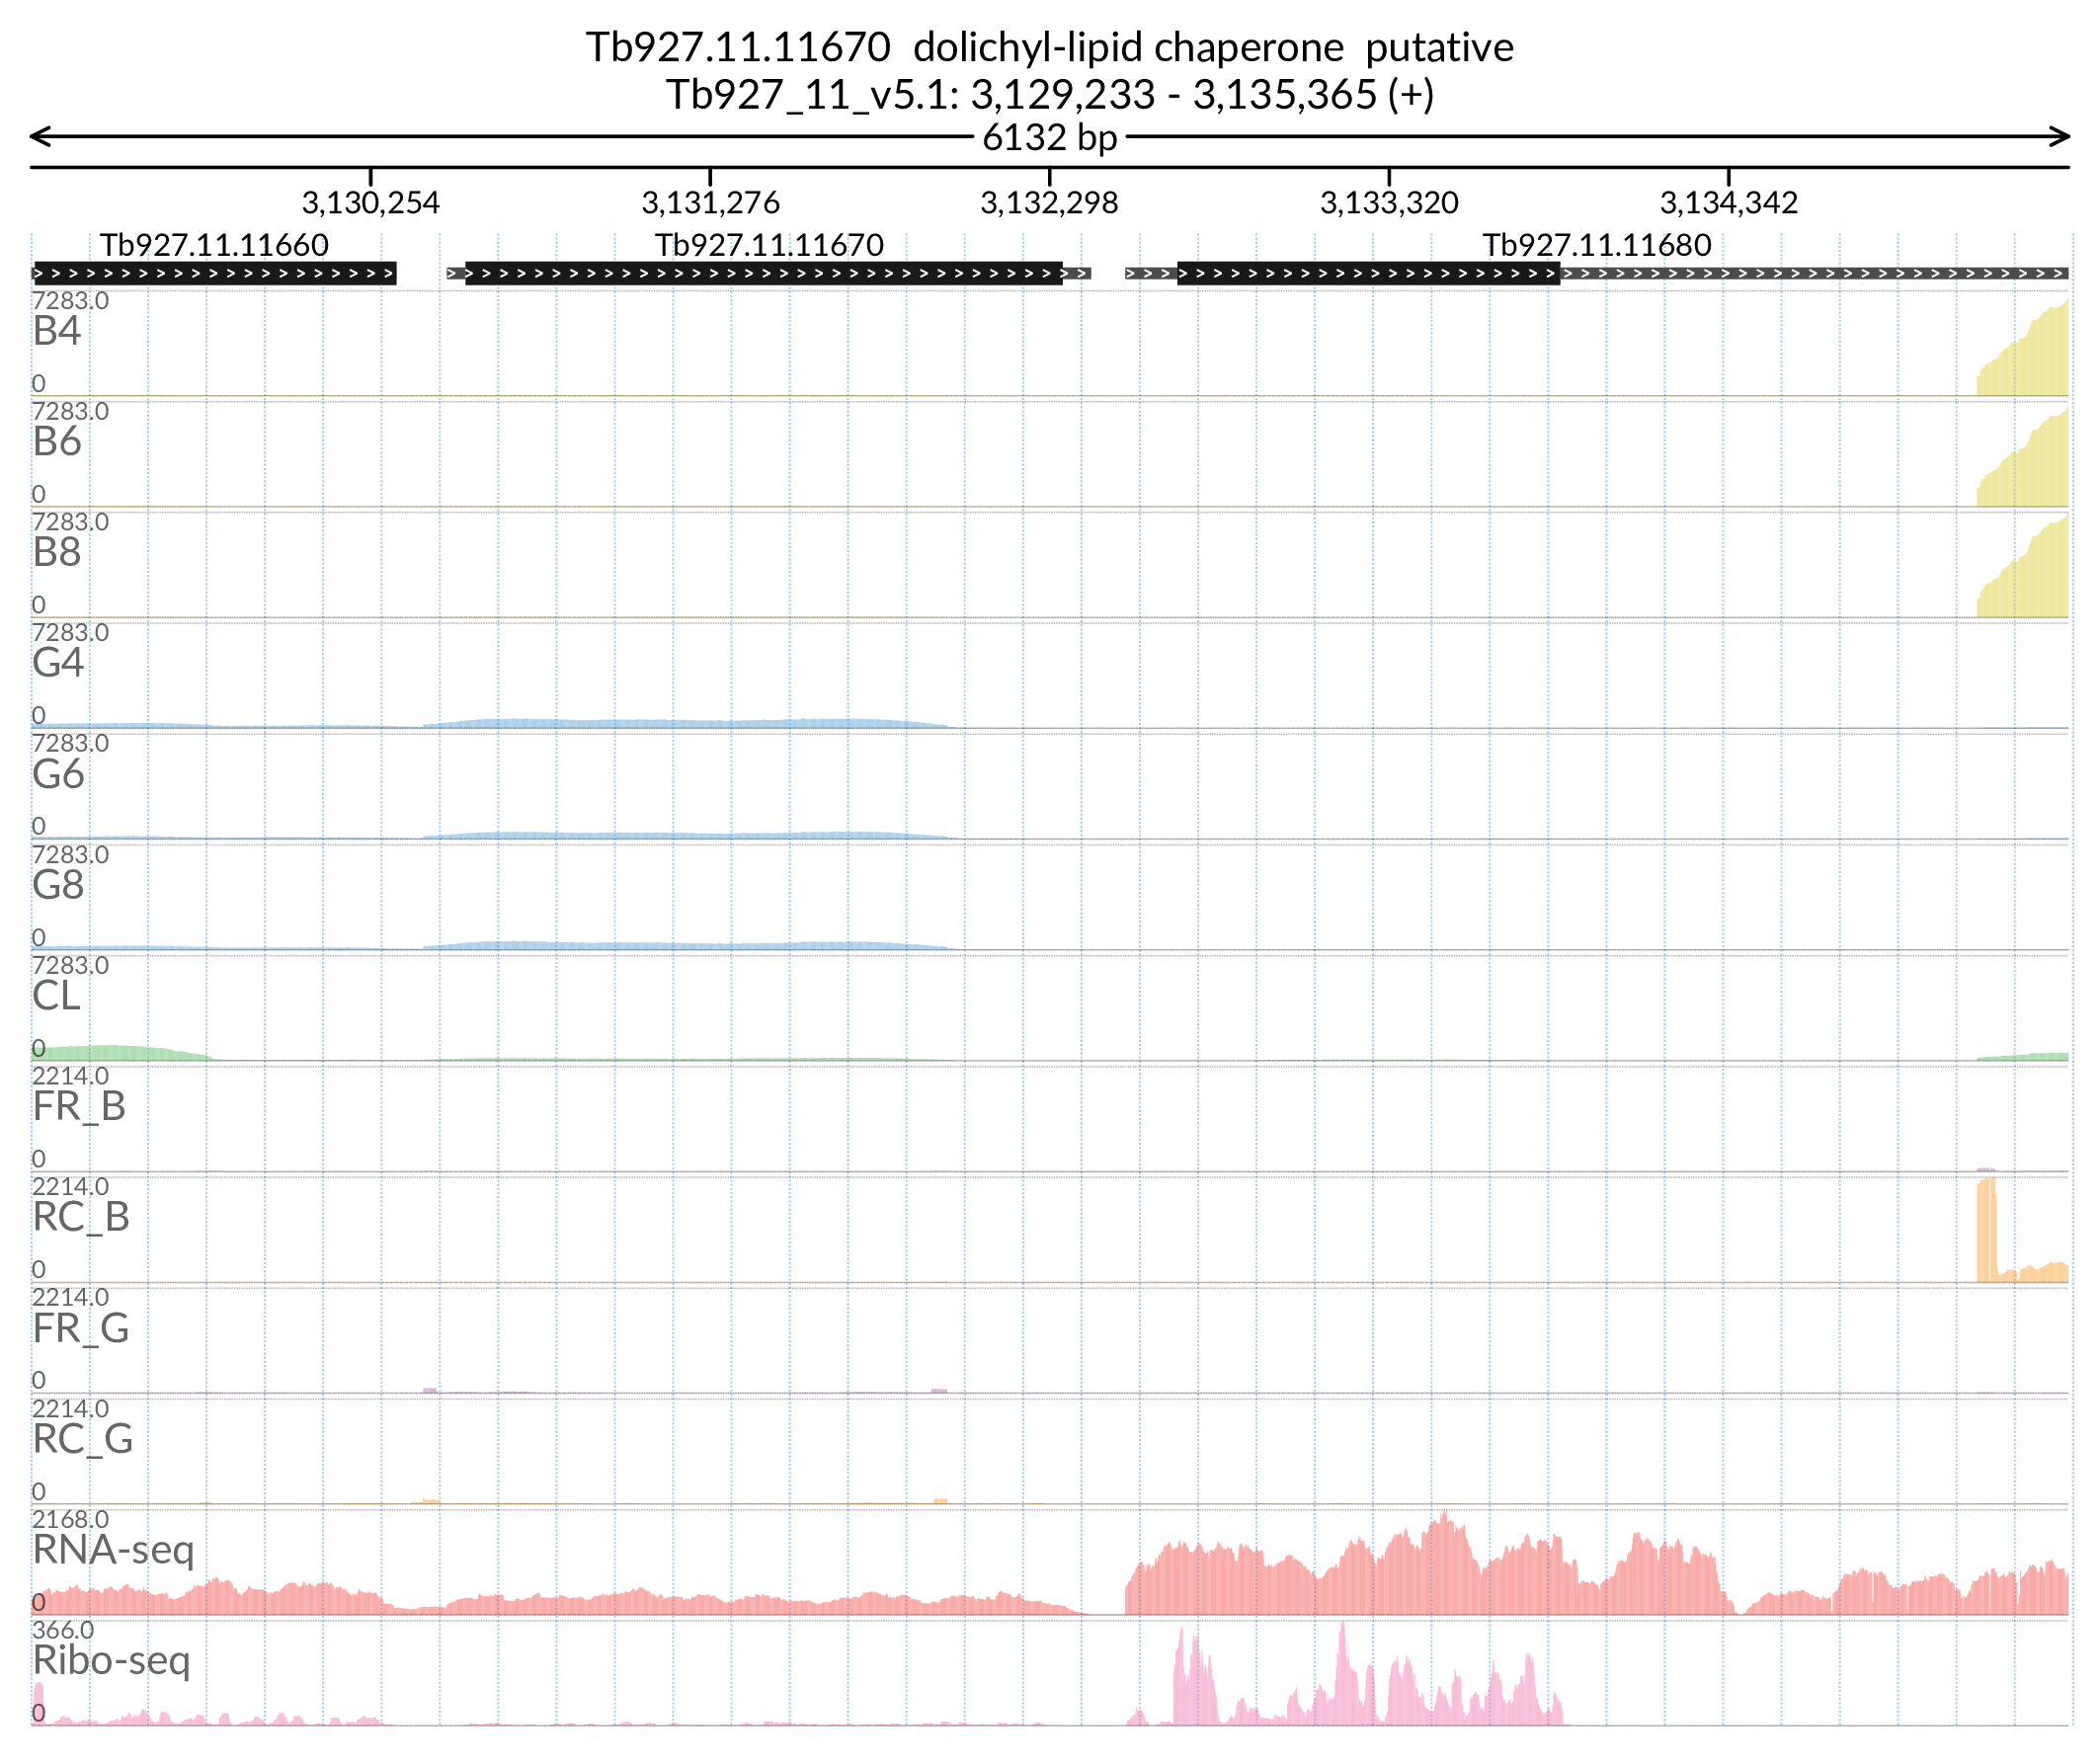 Tb927.11.11670 dolichyl-lipid chaperone putative
Tb927_11_v5.1: 3,129,233 - 3,135,365 (+)
6132 bp
3,130,254 3,131,276 3,132,298 3,133,320 3,134,342
Tb927.11.11660 Tb927.11.11670 Tb927.11.11680
7283.0
B4
0
7283.0
B6
0
7283.0
B8
0
7283.0
G4
0
7283.0
G6
0
7283.0
G8
0
7283.0
CL
0
2214.0
FR_B
0
2214.0
RC_B
0
2214.0
FR_G
0
2214.0
RC_G
0
2168.0
RNA-seq
0
366.0
Ribo-seq
0